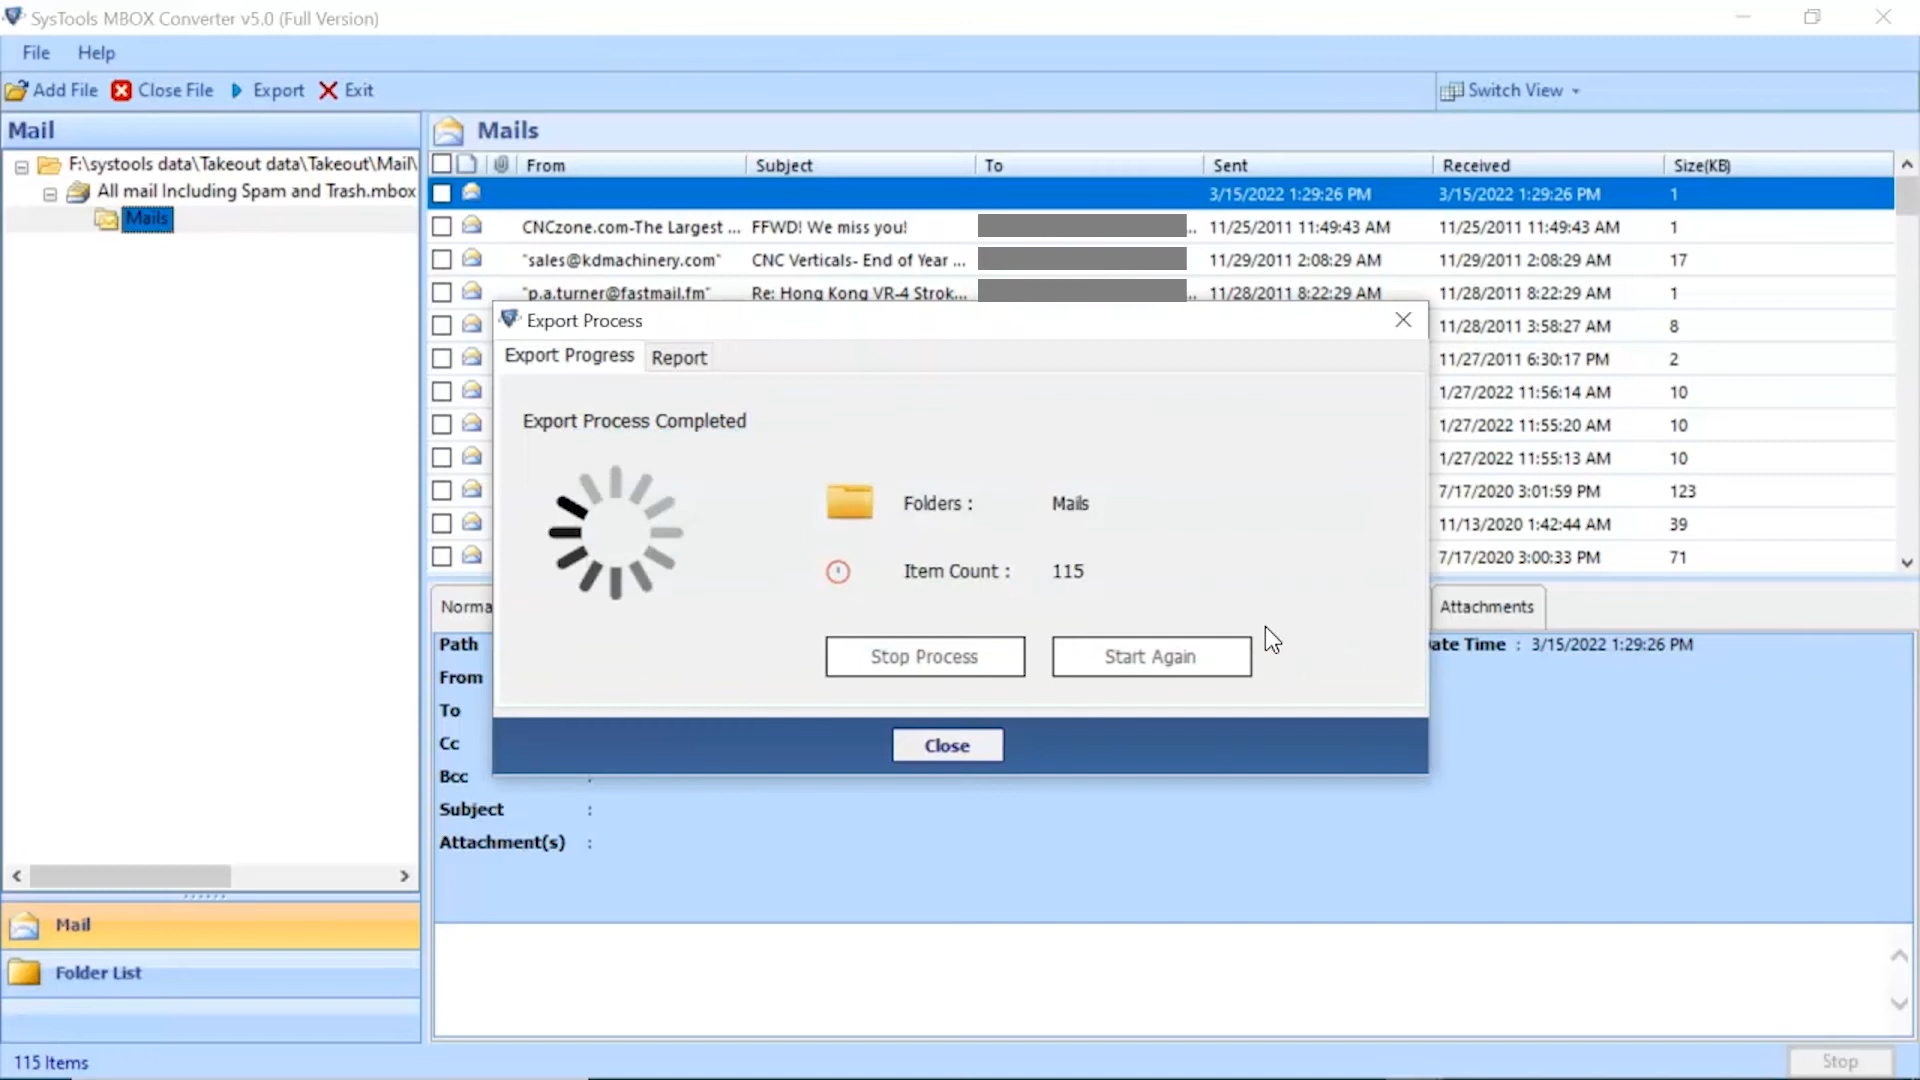 SysTools MBOX Converter v5.0 (Full Version)
File Help
Add File Close File Export Exit Switch View
Mail
F:\systools data\Takeout data\Takeout\Mail\
All mail Including Spam and Trash.mbox
Mails
Mails
From Subject To Sent Received Size(KB)
3/15/2022 1:29:26 PM 3/15/2022 1:29:26 PM 1
CNCzone.com-The Largest ... FFWD! We miss you! ... 11/25/2011 11:49:43 AM 11/25/2011 11:49:43 AM 1
"sales@kdmachinery.com" CNC Verticals- End of Year ... 11/29/2011 2:08:29 AM 11/29/2011 2:08:29 AM 17
"p.a.turner@fastmail.fm" Re: Hong Kong VR-4 Strok... ... 11/28/2011 8:22:29 AM 11/28/2011 8:22:29 AM 1
11/28/2011 3:58:27 AM 8
11/27/2011 6:30:17 PM 2
1/27/2022 11:56:14 AM 10
1/27/2022 11:55:20 AM 10
1/27/2022 11:55:13 AM 10
7/17/2020 3:01:59 PM 123
11/13/2020 1:42:44 AM 39
7/17/2020 3:00:33 PM 71
Export Process
Export Progress Report
Export Process Completed
Folders : Mails
Item Count : 115
Stop Process Start Again
Close
Norma Attachments
Path ate Time : 3/15/2022 1:29:26 PM
From
To
Cc
Bcc :
Subject :
Attachment(s) :
Mail
Folder List
115 Items
Stop